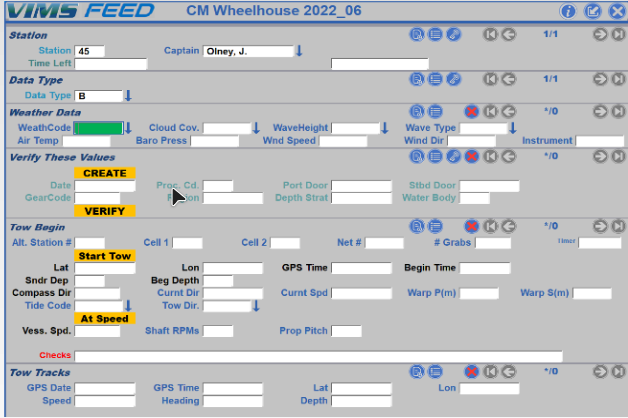 VIMS FEED CM Wheelhouse 2022_06
Station 1/1
Station 45 Captain Olney, J.
Time Left
Data Type 1/1
Data Type B
Weather Data */0
WeathCode Cloud Cov. WaveHeight Wave Type
Air Temp Baro Press Wnd Speed Wind Dir Instrument
Verify These Values */0
CREATE
Date Proc. Cd. Port Door Stbd Door
GearCode Depth Strat Water Body
VERIFY
Tow Begin */0
Alt. Station # Cell 1 Cell 2 Net # # Grabs Timer
Start Tow
Lat Lon GPS Time Begin Time
Sndr Dep Beg Depth
Compass Dir Curnt Dir Curnt Spd Warp P(m) Warp S(m)
Tide Code Tow Dir.
At Speed
Vess. Spd. Shaft RPMs Prop Pitch
Checks
Tow Tracks */0
GPS Date GPS Time Lat Lon
Speed Heading Depth